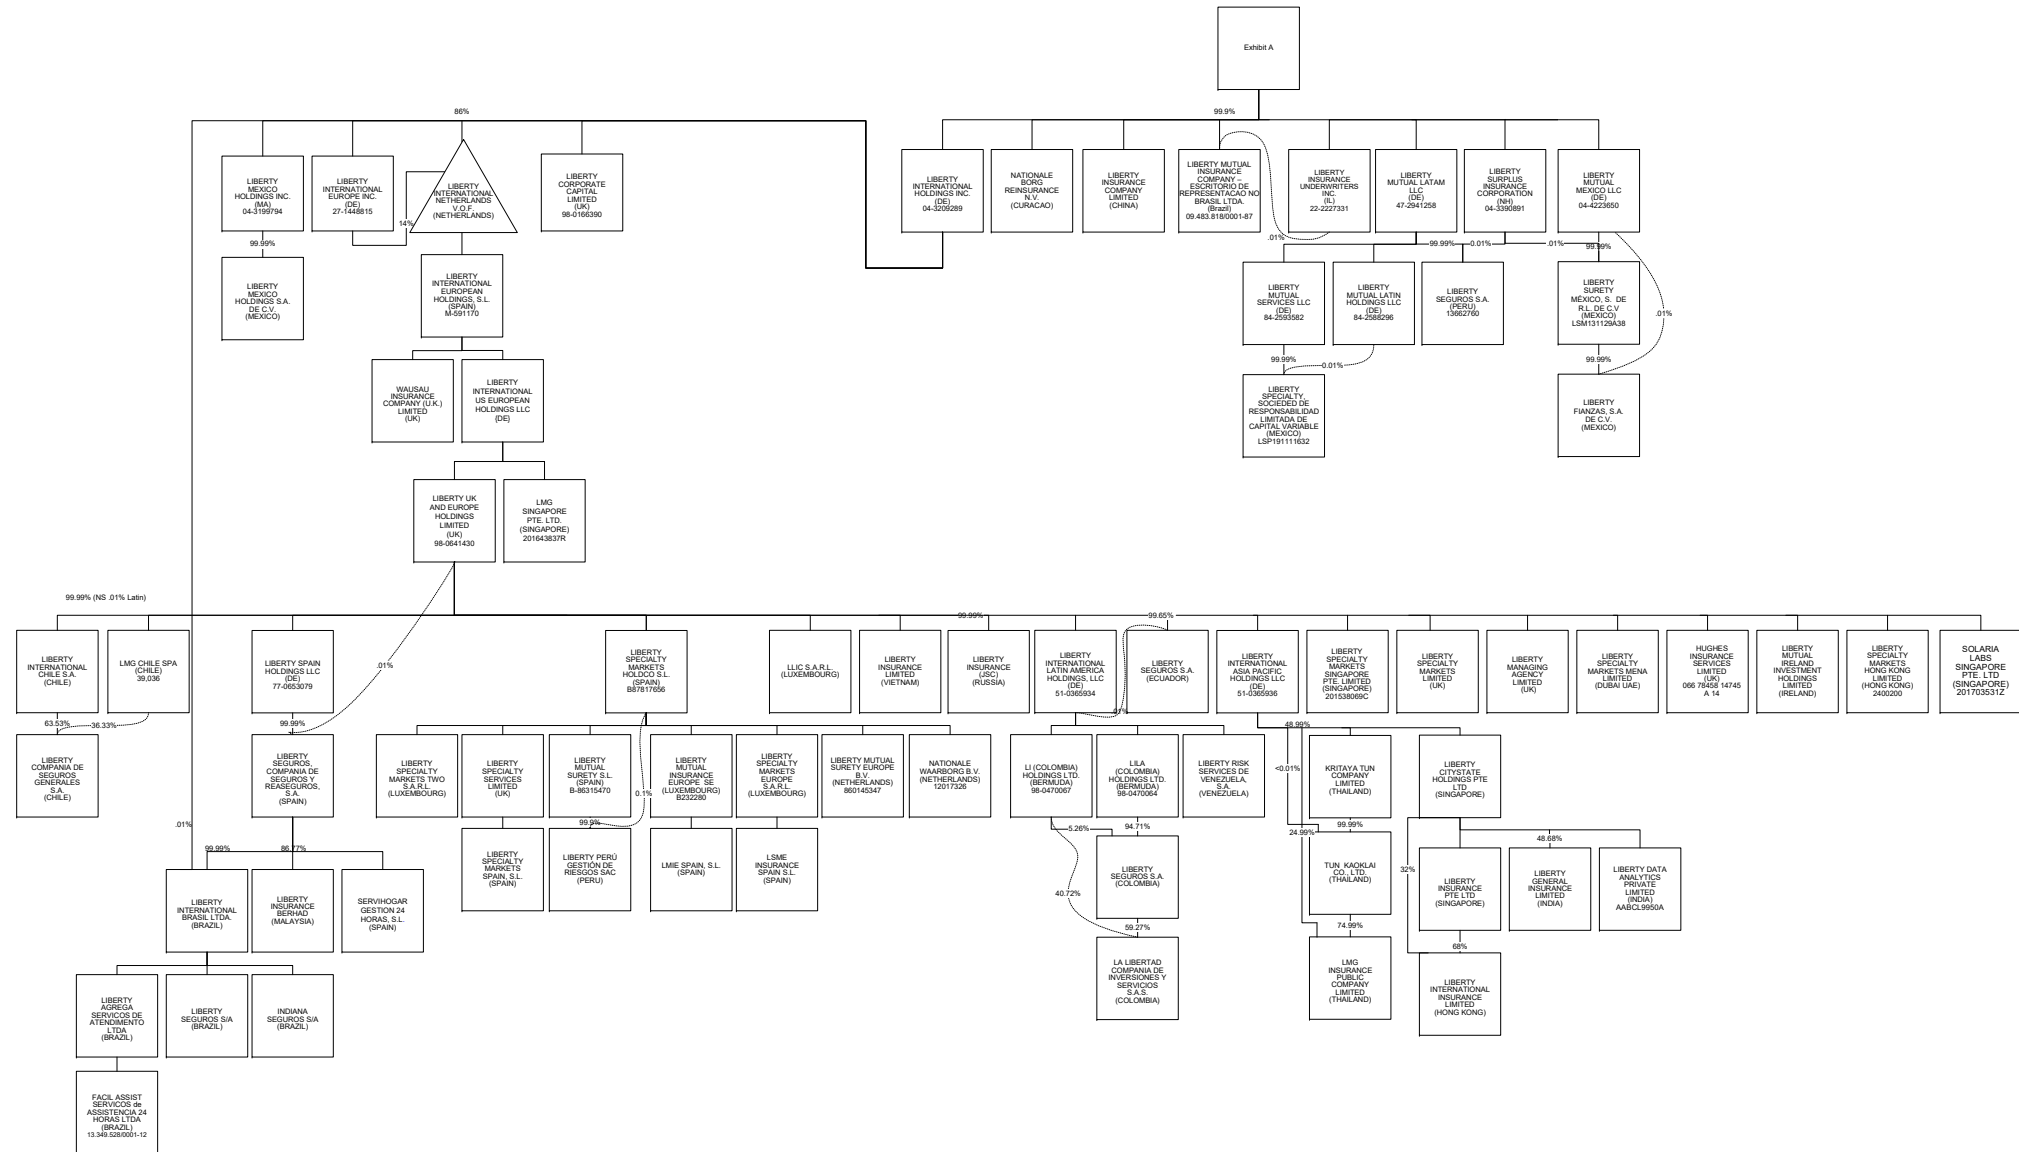 Exhibit A
86%
99.9%
LIBERTY
MEXICO
HOLDINGS INC.
(MA)
04-3199794
LIBERTY
INTERNATIONAL
EUROPE INC.
(DE)
27-1448815
LIBERTY
INTERNATIONAL
NETHERLANDS
V.O.F.
(NETHERLANDS)
LIBERTY
CORPORATE
CAPITAL
LIMITED
(UK)
98-0166390
LIBERTY
INTERNATIONAL
HOLDINGS INC.
(DE)
04-3209289
NATIONALE
BORG
REINSURANCE
N.V.
(CURACAO)
LIBERTY
INSURANCE
COMPANY
LIMITED
(CHINA)
LIBERTY MUTUAL
INSURANCE
COMPANY –
ESCRITORIO DE
REPRESENTACAO NO
BRASIL LTDA.
(Brazil)
09.483.818/0001-87
LIBERTY
INSURANCE
UNDERWRITERS
INC.
(IL)
22-2227331
LIBERTY
MUTUAL LATAM
LLC
(DE)
47-2941258
LIBERTY
SURPLUS
INSURANCE
CORPORATION
(NH)
04-3390891
LIBERTY
MUTUAL
MEXICO LLC
(DE)
04-4223650
14%
99.99%
.01%
99.99%
0.01%
.01%
99.99%
LIBERTY
MEXICO
HOLDINGS S.A.
DE C.V.
(MEXICO)
LIBERTY
INTERNATIONAL
EUROPEAN
HOLDINGS, S.L.
(SPAIN)
M-591170
LIBERTY
MUTUAL
SERVICES LLC
(DE)
84-2593582
LIBERTY
MUTUAL LATIN
HOLDINGS LLC
(DE)
84-2588296
LIBERTY
SEGUROS S.A.
(PERU)
13662760
LIBERTY
SURETY
MÉXICO, S. DE
R.L. DE C.V
(MEXICO)
LSM131129A38
.01%
99.99%
0.01%
99.99%
WAUSAU
INSURANCE
COMPANY (U.K.)
LIMITED
(UK)
LIBERTY
INTERNATIONAL
US EUROPEAN
HOLDINGS LLC
(DE)
LIBERTY
SPECIALTY,
SOCIEDED DE
RESPONSABILIDAD
LIMITADA DE
CAPITAL VARIABLE
(MEXICO)
LSP191111632
LIBERTY
FIANZAS, S.A.
DE C.V.
(MEXICO)
LIBERTY UK
AND EUROPE
HOLDINGS
LIMITED
(UK)
98-0641430
LMG
SINGAPORE
PTE. LTD.
(SINGAPORE)
201643837R
99.99% (NS .01% Latin)
99.99%
99.65%
LIBERTY
INTERNATIONAL
CHILE S.A.
(CHILE)
LMG CHILE SPA
(CHILE)
39,036
LIBERTY SPAIN
HOLDINGS LLC
(DE)
77-0653079
.01%
LIBERTY
SPECIALTY
MARKETS
HOLDCO S.L.
(SPAIN)
B87817656
LLIC S.A.R.L.
(LUXEMBOURG)
LIBERTY
INSURANCE
LIMITED
(VIETNAM)
LIBERTY
INSURANCE
(JSC)
(RUSSIA)
LIBERTY
INTERNATIONAL
LATIN AMERICA
HOLDINGS, LLC
(DE)
51-0365934
LIBERTY
SEGUROS S.A.
(ECUADOR)
LIBERTY
INTERNATIONAL
ASIA PACIFIC
HOLDINGS LLC
(DE)
51-0365936
LIBERTY
SPECIALTY
MARKETS
SINGAPORE
PTE. LIMITED
(SINGAPORE)
201538069C
LIBERTY
SPECIALTY
MARKETS
LIMITED
(UK)
LIBERTY
MANAGING
AGENCY
LIMITED
(UK)
LIBERTY
SPECIALTY
MARKETS MENA
LIMITED
(DUBAI UAE)
HUGHES
INSURANCE
SERVICES
LIMITED
(UK)
066 78458 14745
A 14
LIBERTY
MUTUAL
IRELAND
INVESTMENT
HOLDINGS
LIMITED
(IRELAND)
LIBERTY
SPECIALTY
MARKETS
HONG KONG
LIMITED
(HONG KONG)
2400200
SOLARIA
LABS
SINGAPORE
PTE. LTD
(SINGAPORE)
201703531Z
63.53%
36.33%
99.99%
.01%
48.99%
LIBERTY
COMPANIA DE
SEGUROS
GENERALES
S.A.
(CHILE)
LIBERTY
SEGUROS,
COMPANIA DE
SEGUROS Y
REASEGUROS,
S.A.
(SPAIN)
LIBERTY
SPECIALTY
MARKETS TWO
S.A.R.L.
(LUXEMBOURG)
LIBERTY
SPECIALTY
SERVICES
LIMITED
(UK)
LIBERTY
MUTUAL
SURETY S.L.
(SPAIN)
B-86315470
0.1%
LIBERTY
MUTUAL
INSURANCE
EUROPE SE
(LUXEMBOURG)
B232280
LIBERTY
SPECIALTY
MARKETS
EUROPE
S.A.R.L.
(LUXEMBOURG)
LIBERTY MUTUAL
SURETY EUROPE
B.V.
(NETHERLANDS)
860145347
NATIONALE
WAARBORG B.V.
(NETHERLANDS)
12017326
LI (COLOMBIA)
HOLDINGS LTD.
(BERMUDA)
98-0470067
LILA
(COLOMBIA)
HOLDINGS LTD.
(BERMUDA)
98-0470064
LIBERTY RISK
SERVICES DE
VENEZUELA,
S.A.
(VENEZUELA)
<0.01%
KRITAYA TUN
COMPANY
LIMITED
(THAILAND)
LIBERTY
CITYSTATE
HOLDINGS PTE
LTD
(SINGAPORE)
.01%
99.9%
5.26%
94.71%
24.99%
99.99%
48.68%
99.99%
86.77%
LIBERTY
SPECIALTY
MARKETS
SPAIN, S.L.
(SPAIN)
LIBERTY PERÚ
GESTIÓN DE
RIESGOS SAC
(PERU)
LMIE SPAIN, S.L.
(SPAIN)
LSME
INSURANCE
SPAIN S.L.
(SPAIN)
LIBERTY
SEGUROS S.A.
(COLOMBIA)
TUN KAOKLAI
CO., LTD.
(THAILAND)
32%
LIBERTY
INSURANCE
PTE LTD
(SINGAPORE)
LIBERTY
GENERAL
INSURANCE
LIMITED
(INDIA)
LIBERTY DATA
ANALYTICS
PRIVATE
LIMITED
(INDIA)
AABCL9950A
LIBERTY
INTERNATIONAL
BRASIL LTDA.
(BRAZIL)
LIBERTY
INSURANCE
BERHAD
(MALAYSIA)
SERVIHOGAR
GESTION 24
HORAS, S.L.
(SPAIN)
40.72%
59.27%
74.99%
68%
LA LIBERTAD
COMPANIA DE
INVERSIONES Y
SERVICIOS
S.A.S.
(COLOMBIA)
LMG
INSURANCE
PUBLIC
COMPANY
LIMITED
(THAILAND)
LIBERTY
INTERNATIONAL
INSURANCE
LIMITED
(HONG KONG)
LIBERTY
AGREGA
SERVICOS DE
ATENDIMENTO
LTDA
(BRAZIL)
LIBERTY
SEGUROS S/A
(BRAZIL)
INDIANA
SEGUROS S/A
(BRAZIL)
FACIL ASSIST
SERVICOS de
ASSISTENCIA 24
HORAS LTDA
(BRAZIL)
13.349.528/0001-12